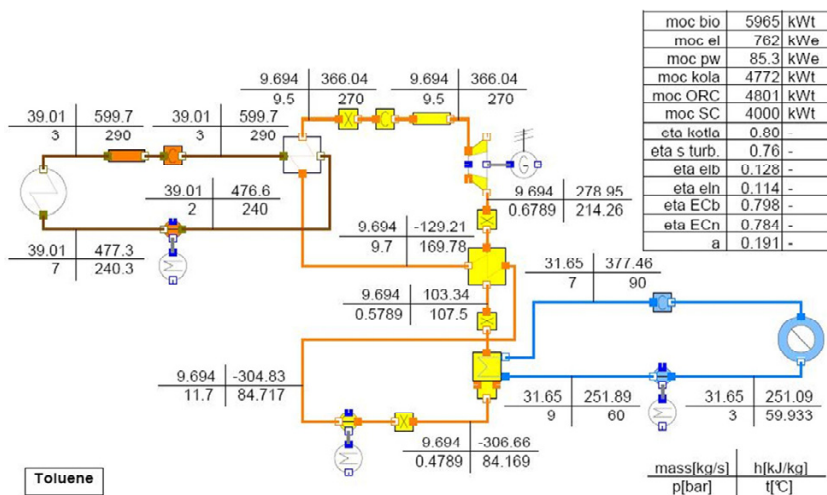 moc bio 5965 kWt
moc el 762 kWe
moc pw 85.3 kWe
moc kola 4772 kWt
moc ORC 4801 kWt
moc SC 4000 kWt
eta kotla 0.80 -
eta s turb. 0.76 -
eta elb 0.128 -
eta eln 0.114 -
eta ECb 0.798 -
eta ECn 0.784 -
a 0.191 -
9.694 366.04
9.5 270
9.694 366.04
9.5 270
39.01 599.7
3 290
39.01 599.7
3 290
G
39.01 476.6
2 240
9.694 278.95
0.6789 214.26
9.694 -129.21
9.7 169.78
39.01 477.3
7 240.3
M
31.65 377.46
7 90
9.694 103.34
0.5789 107.5
9.694 -304.83
11.7 84.717
31.65 251.89
9 60
M
31.65 251.09
3 59.933
M
9.694 -306.66
0.4789 84.169
Toluene
mass[kg/s] h[kJ/kg]
p[bar] t[°C]